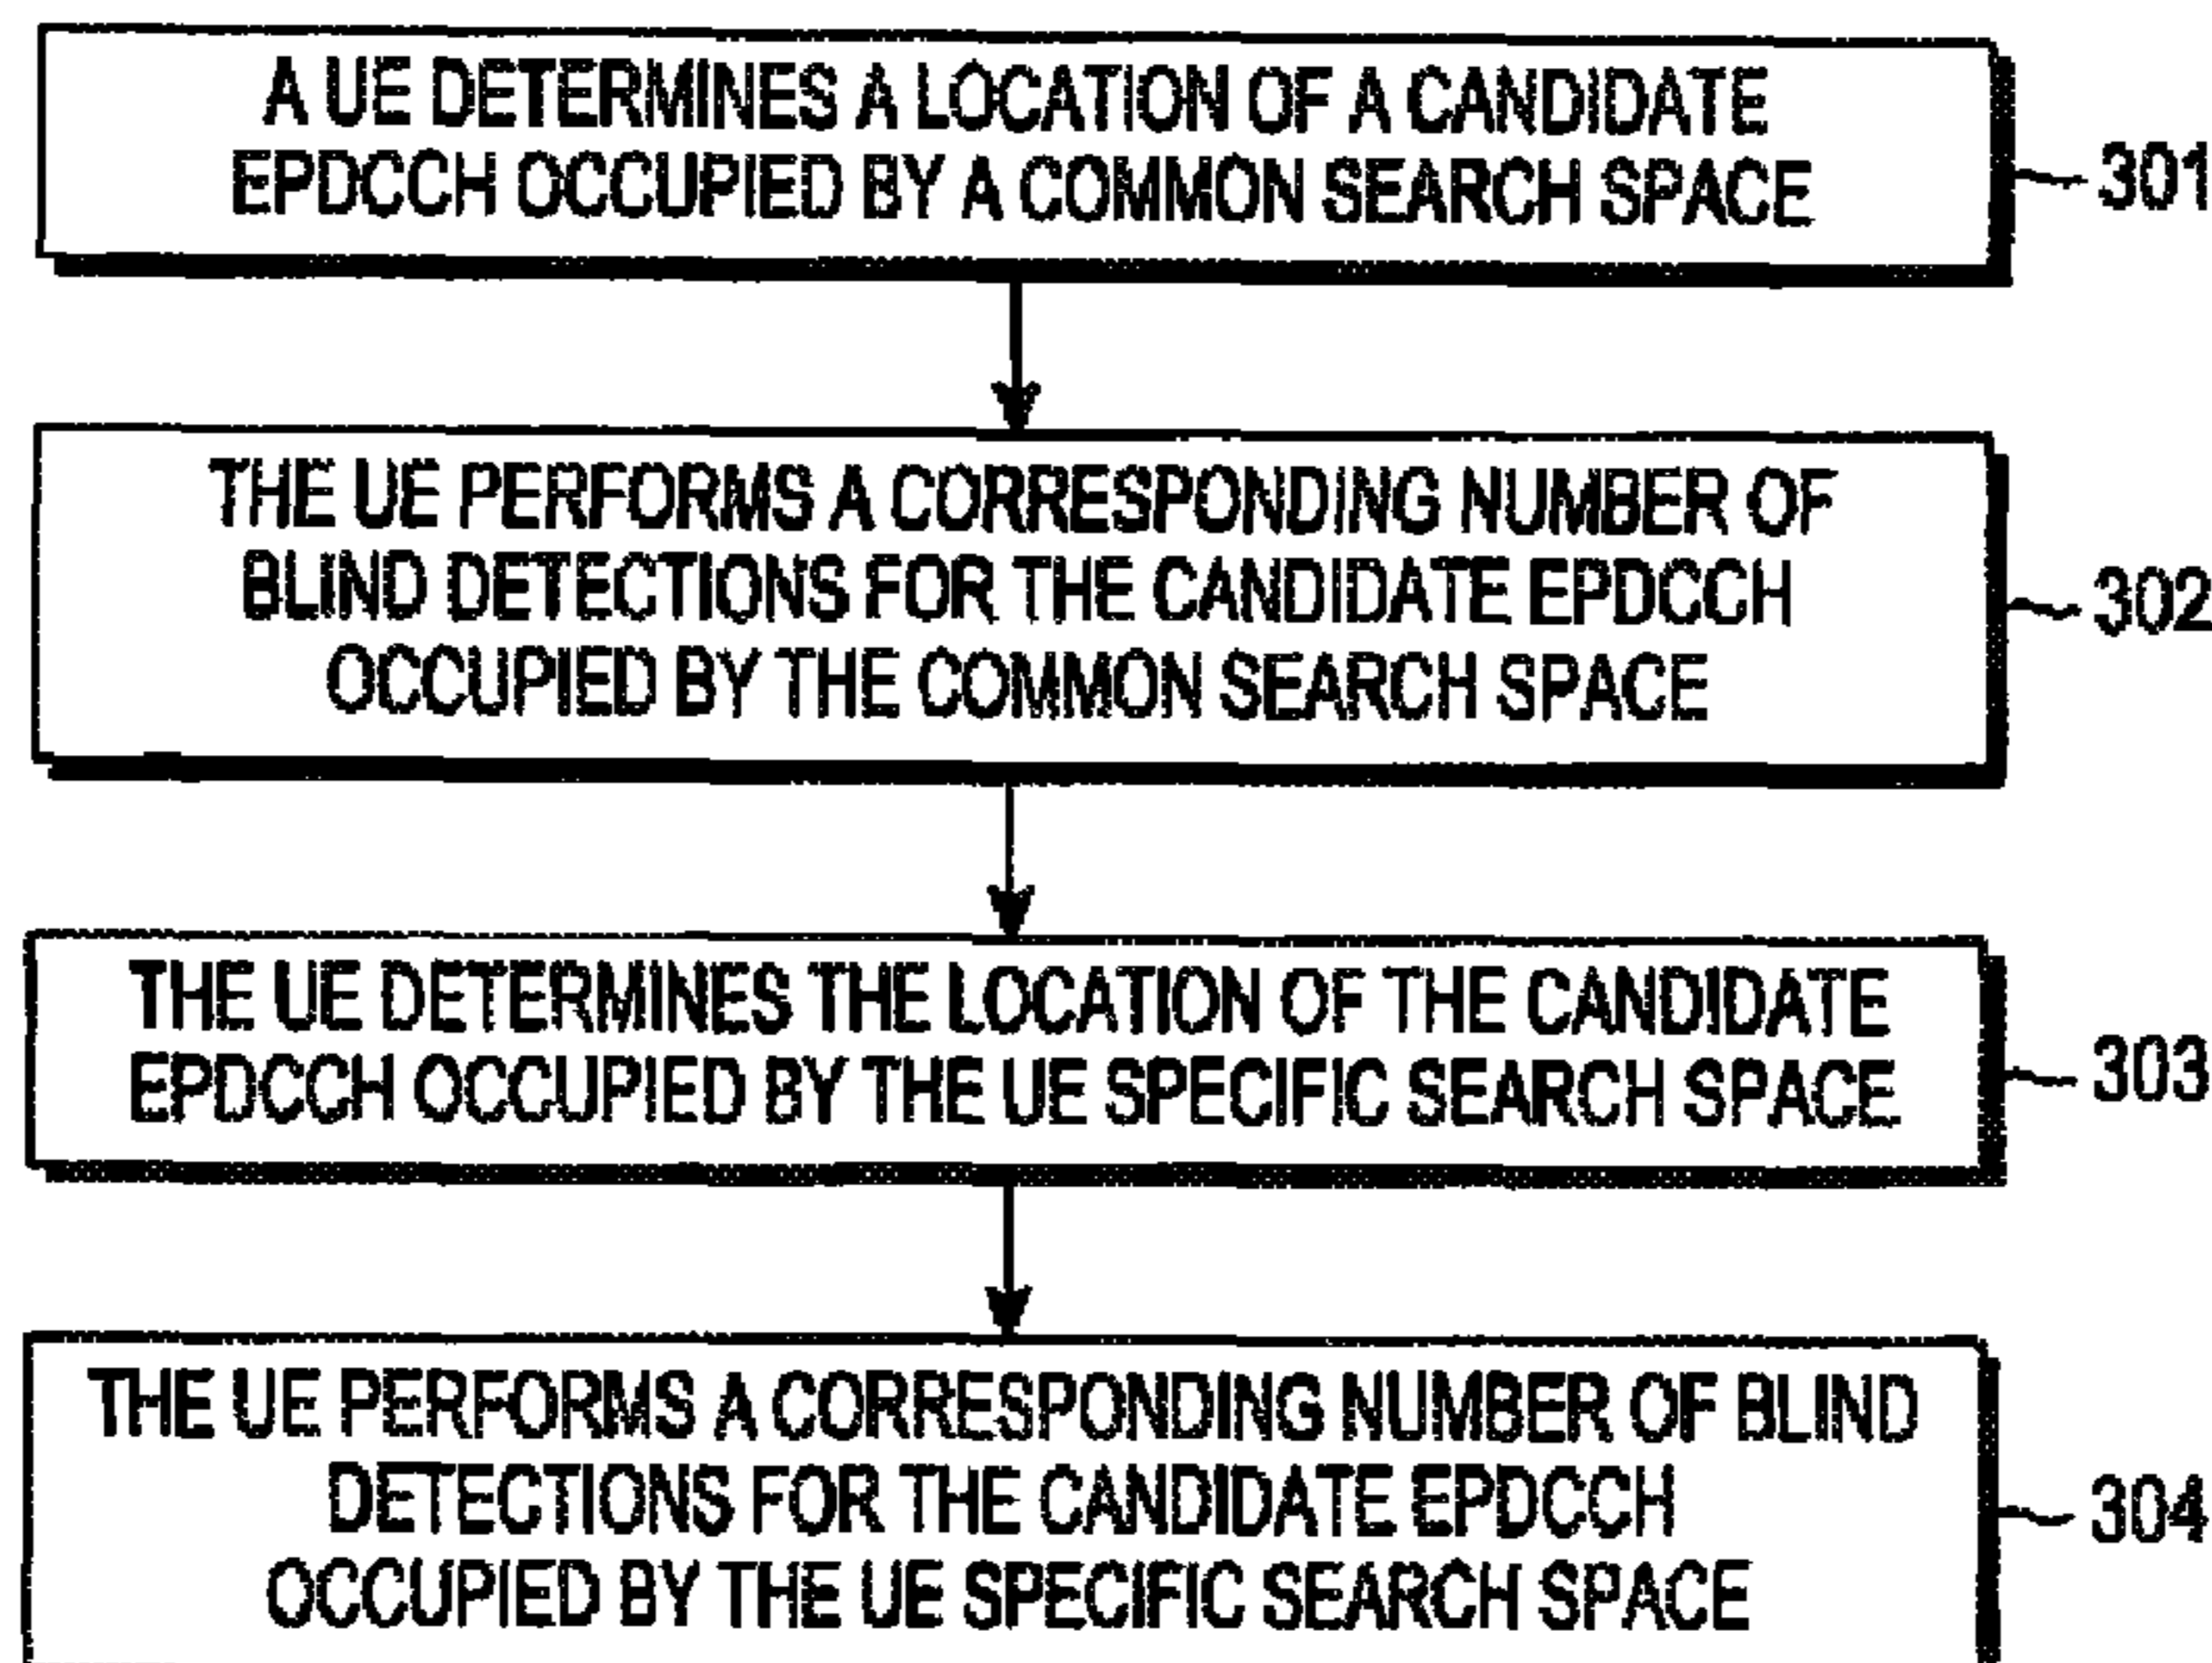 A UE DETERMINES A LOCATION OF A CANDIDATE
EPDCCH OCCUPIED BY A COMMON SEARCH SPACE
301
THE UE PERFORMS A CORRESPONDING NUMBER OF
BLIND DETECTIONS FOR THE CANDIDATE EPDCCH
OCCUPIED BY THE COMMON SEARCH SPACE
302
THE UE DETERMINES THE LOCATION OF THE CANDIDATE
EPDCCH OCCUPIED BY THE UE SPECIFIC SEARCH SPACE
303
THE UE PERFORMS A CORRESPONDING NUMBER OF BLIND
DETECTIONS FOR THE CANDIDATE EPDCCH
OCCUPIED BY THE UE SPECIFIC SEARCH SPACE
304